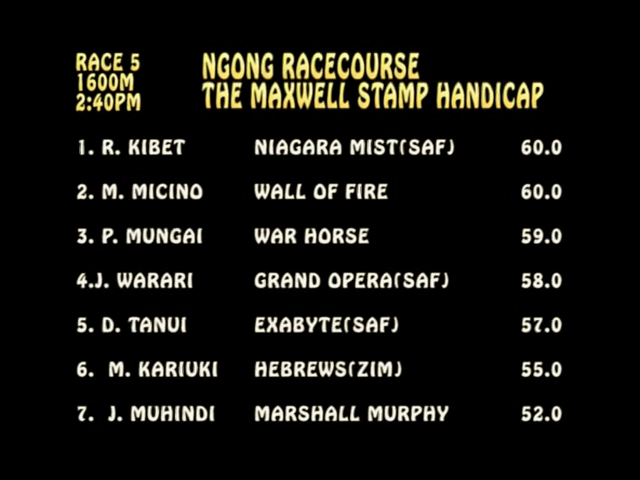 RACE 5
1600M
2:40PM
NGONG RACECOURSE
THE MAXWELL STAMP HANDICAP
1. R. KIBET NIAGARA MIST(SAF) 60.0
2. M. MICINO WALL OF FIRE 60.0
3. P. MUNGAI WAR HORSE 59.0
4.J. WARARI GRAND OPERA(SAF) 58.0
5. D. TANUI EXABYTE(SAF) 57.0
6. M. KARIUKI HEBREWS(ZIM) 55.0
7. J. MUHINDI MARSHALL MURPHY 52.0